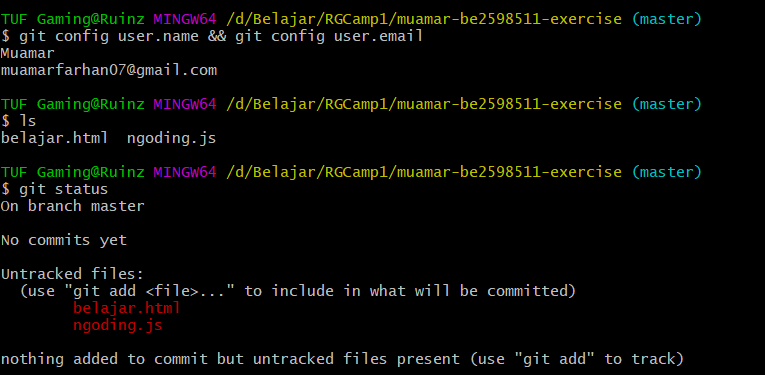 TUF Gaming@Ruinz MINGW64 /d/Belajar/RGCamp1/muamar-be2598511-exercise (master)
$ git config user.name && git config user.email
Muamar
muamarfarhan07@gmail.com
TUF Gaming@Ruinz MINGW64 /d/Belajar/RGCamp1/muamar-be2598511-exercise (master)
$ ls
belajar.html  ngoding.js
TUF Gaming@Ruinz MINGW64 /d/Belajar/RGCamp1/muamar-be2598511-exercise (master)
$ git status
On branch master
No commits yet
Untracked files:
  (use "git add <file>..." to include in what will be committed)
        belajar.html
        ngoding.js
nothing added to commit but untracked files present (use "git add" to track)